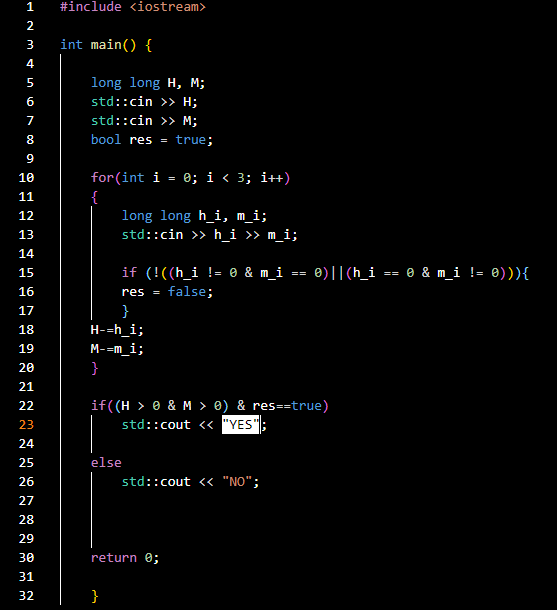 1 #include <iostream>
2
3 int main() {
4
5 long long H, M;
6 std::cin >> H;
7 std::cin >> M;
8 bool res = true;
9
10 for(int i = 0; i < 3; i++)
11 {
12 long long h_i, m_i;
13 std::cin >> h_i >> m_i;
14
15 if (!((h_i != 0 & m_i == 0)||(h_i == 0 & m_i != 0))){
16 res = false;
17 }
18 H-=h_i;
19 M-=m_i;
20 }
21
22 if((H > 0 & M > 0) & res==true)
23 std::cout << "YES";
24
25 else
26 std::cout << "NO";
27
28
29
30 return 0;
31
32 }